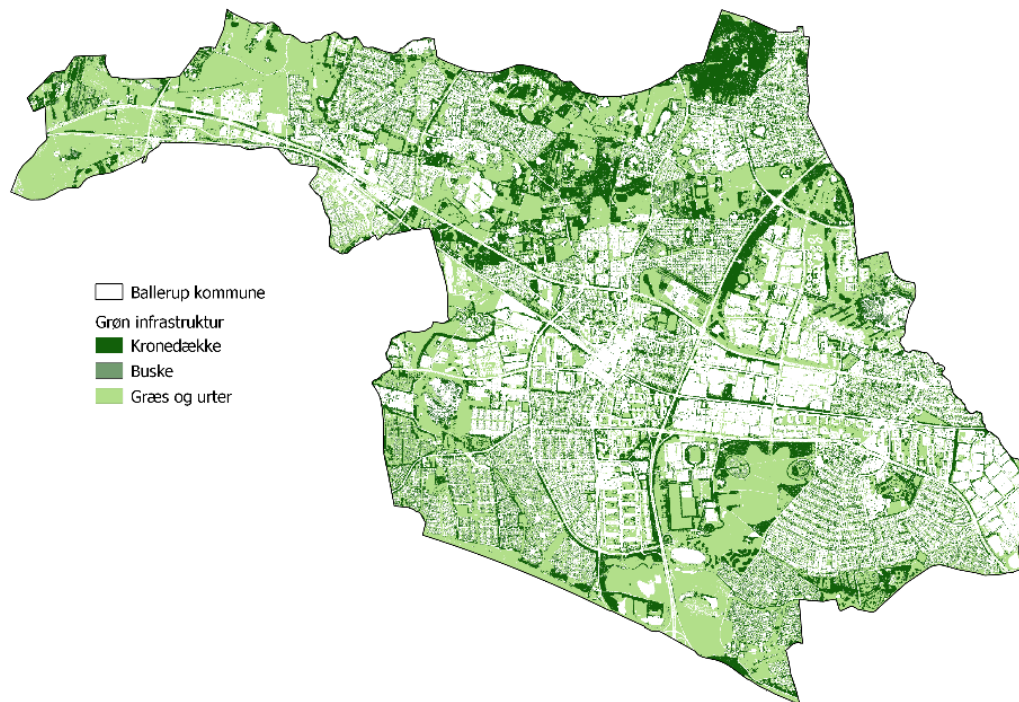 Ballerup kommune
Grøn infrastruktur
Kronedække
Buske
Græs og urter